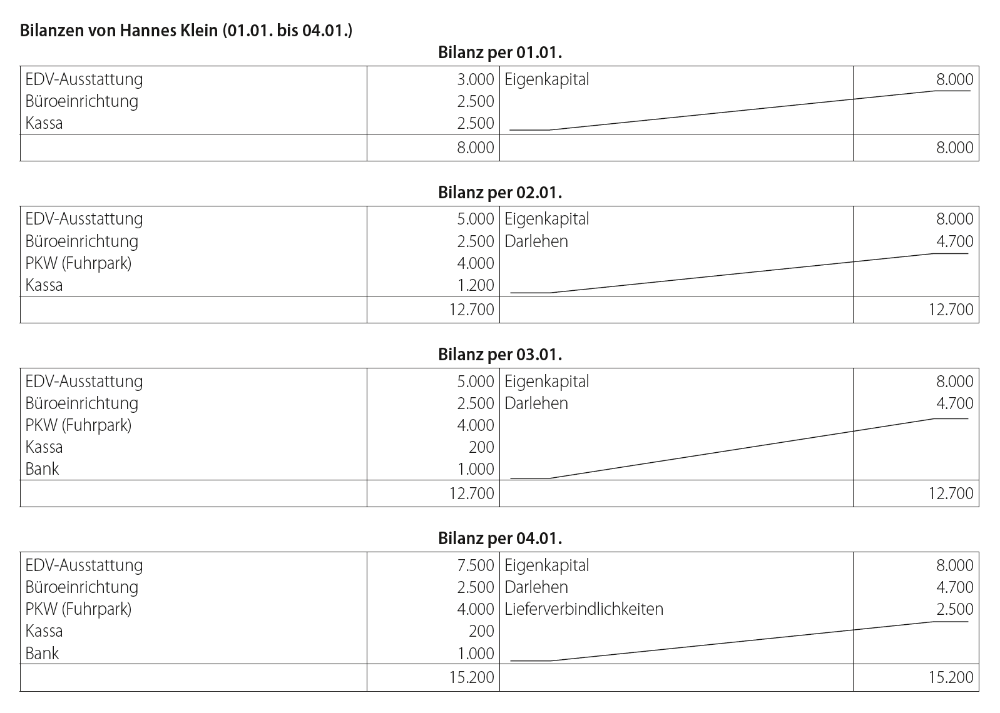 Bilanzen von Hannes Klein (01.01. bis 04.01.)
Bilanz per 01.01.
EDV-Ausstattung 3.000 Eigenkapital 8.000
Büroeinrichtung 2.500
Kassa 2.500
8.000 8.000
Bilanz per 02.01.
EDV-Ausstattung 5.000 Eigenkapital 8.000
Büroeinrichtung 2.500 Darlehen 4.700
PKW (Fuhrpark) 4.000
Kassa 1.200
12.700 12.700
Bilanz per 03.01.
EDV-Ausstattung 5.000 Eigenkapital 8.000
Büroeinrichtung 2.500 Darlehen 4.700
PKW (Fuhrpark) 4.000
Kassa 200
Bank 1.000
12.700 12.700
Bilanz per 04.01.
EDV-Ausstattung 7.500 Eigenkapital 8.000
Büroeinrichtung 2.500 Darlehen 4.700
PKW (Fuhrpark) 4.000 Lieferverbindlichkeiten 2.500
Kassa 200
Bank 1.000
15.200 15.200